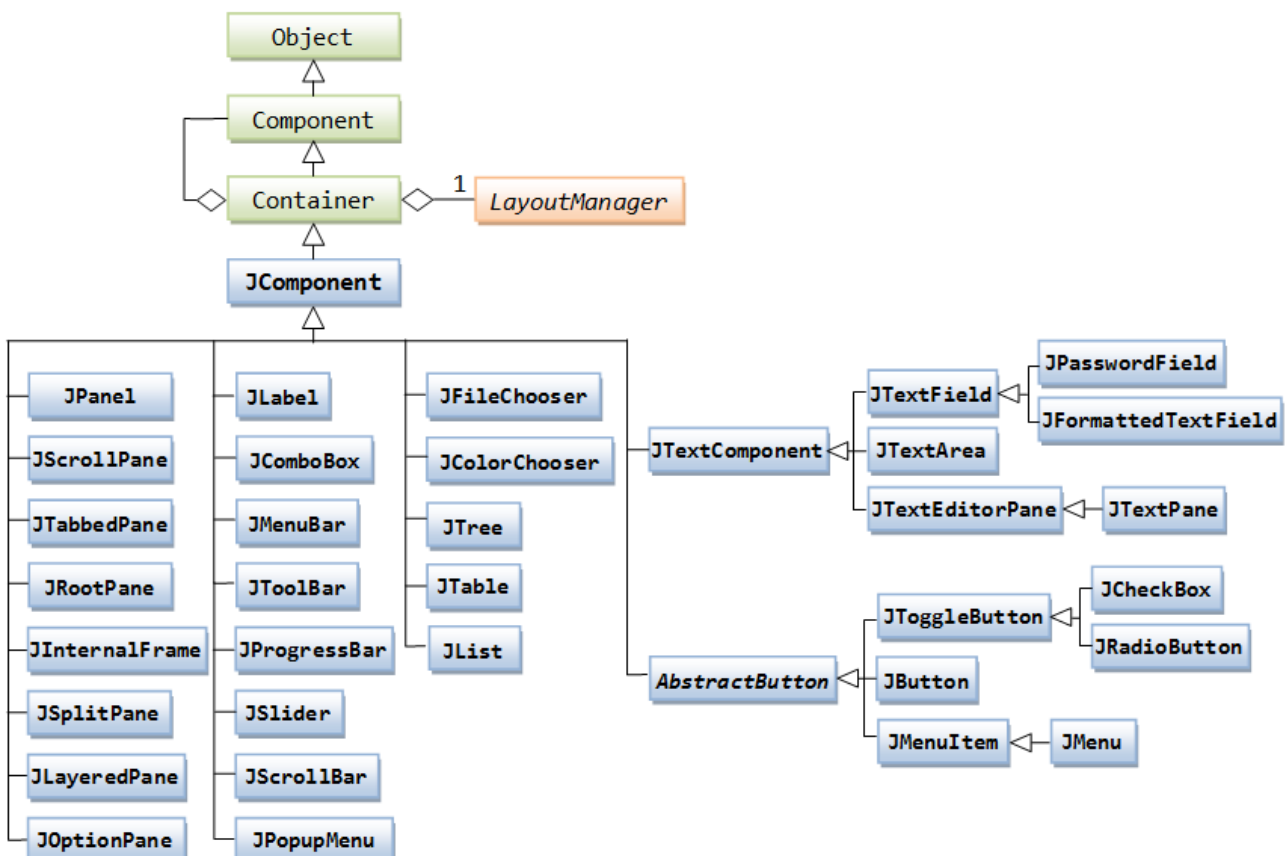 Object
Component
Container
1
LayoutManager
JComponent
JPanel
JScrollPane
JTabbedPane
JRootPane
JInternalFrame
JSplitPane
JLayeredPane
JOptionPane
JLabel
JComboBox
JMenuBar
JToolBar
JProgressBar
JSlider
JScrollBar
JPopupMenu
JFileChooser
JColorChooser
JTree
JTable
JList
JTextComponent
JTextField
JPasswordField
JFormattedTextField
JTextArea
JTextEditorPane
JTextPane
AbstractButton
JToggleButton
JCheckBox
JRadioButton
JButton
JMenuItem
JMenu